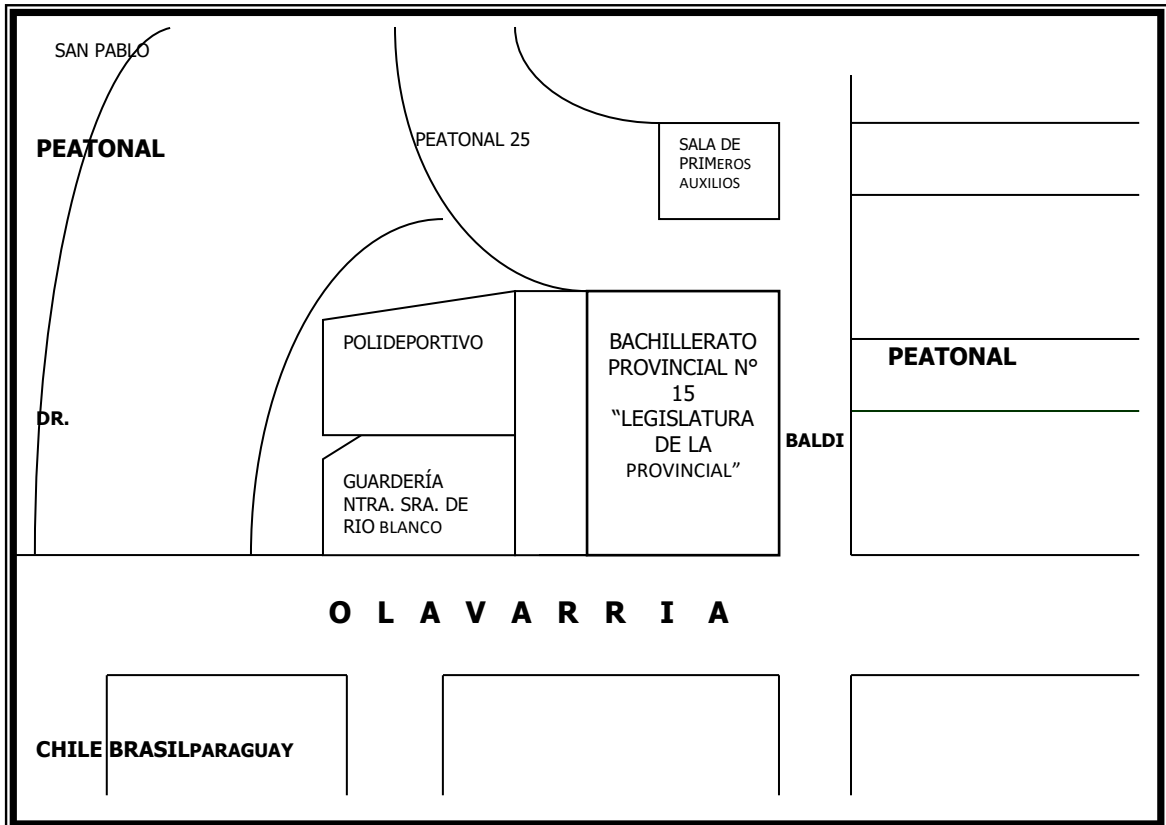 SAN PABLO
PEATONAL
PEATONAL 25
SALA DE
PRIMEROS
AUXILIOS
POLIDEPORTIVO
BACHILLERATO
PROVINCIAL Nº
15
“LEGISLATURA
DE LA
PROVINCIAL”
PEATONAL
DR.
BALDI
GUARDERÍA
NTRA. SRA. DE
RIO BLANCO
O L A V A R R I A
CHILE BRASILPARAGUAY